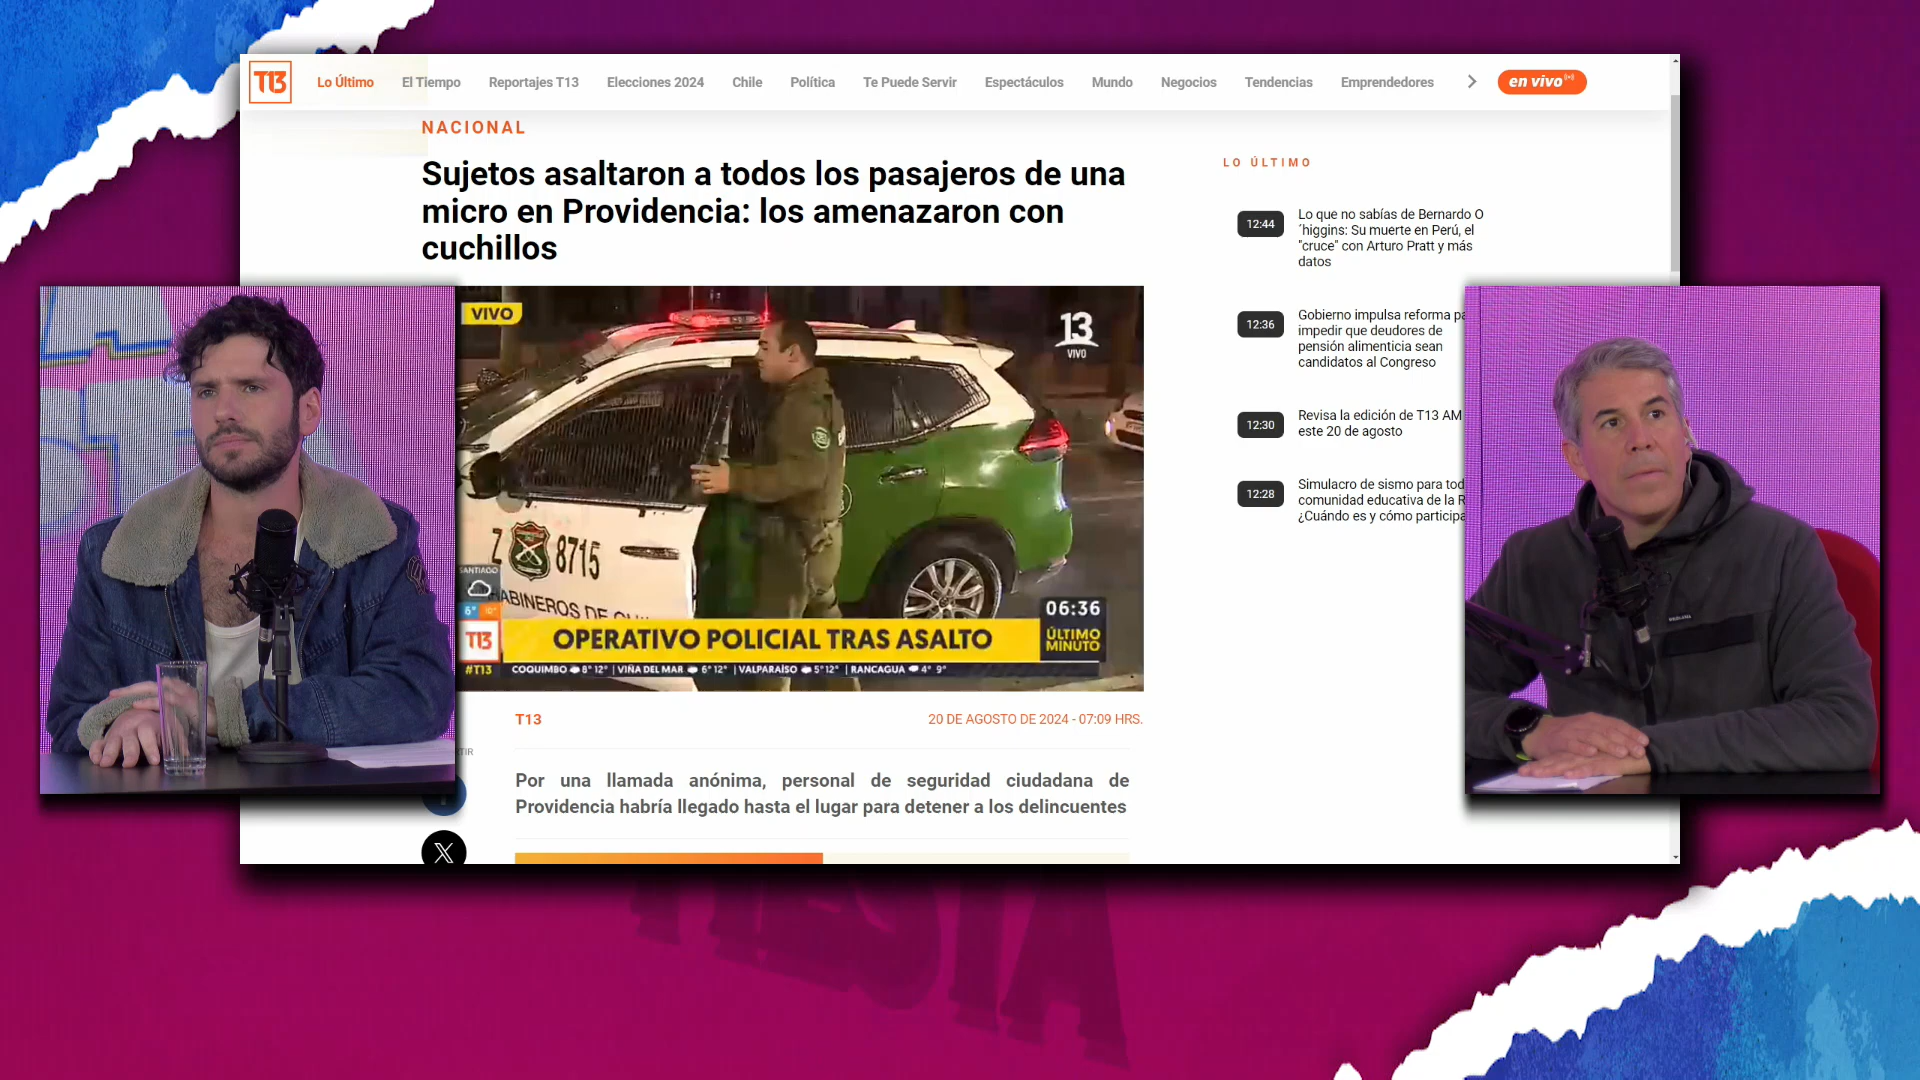 T13
Lo Último
El Tiempo
Reportajes T13
Elecciones 2024
Chile
Política
Te Puede Servir
Espectáculos
Mundo
Negocios
Tendencias
Emprendedores
en vivo
NACIONAL
Sujetos asaltaron a todos los pasajeros de una
micro en Providencia: los amenazaron con
cuchillos
LO ÚLTIMO
12:44
Lo que no sabías de Bernardo O
´higgins: Su muerte en Perú, el
"cruce" con Arturo Pratt y más
datos
12:36
Gobierno impulsa reforma pa
impedir que deudores de
pensión alimenticia sean
candidatos al Congreso
12:30
Revisa la edición de T13 AM
este 20 de agosto
12:28
Simulacro de sismo para tod
comunidad educativa de la R
¿Cuándo es y cómo participa
VIVO
13
VIVO
Z 8715
SANTIAGO
6° 10°
T13
OPERATIVO POLICIAL TRAS ASALTO
06:36
ÚLTIMO
MINUTO
#T13
COQUIMBO 8° 12° | VIÑA DEL MAR 6° 12° | VALPARAÍSO 5° 12° | RANCAGUA 4° 9°
T13
20 DE AGOSTO DE 2024 - 07:09 HRS.
TIR
Por una llamada anónima, personal de seguridad ciudadana de
Providencia habría llegado hasta el lugar para detener a los delincuentes
FIESTA